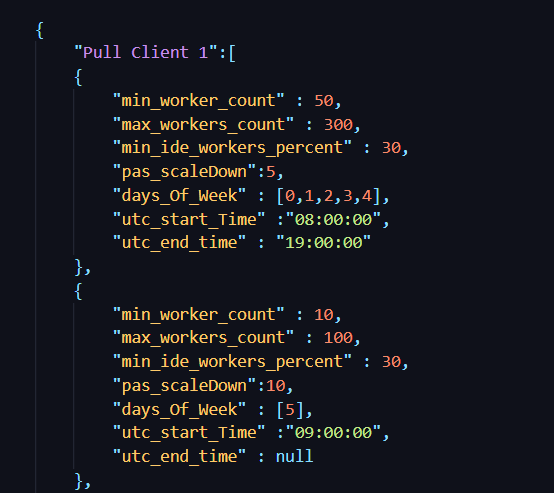 {
"Pull Client 1":[
{
"min_worker_count" : 50,
"max_workers_count" : 300,
"min_ide_workers_percent" : 30,
"pas_scaleDown":5,
"days_Of_Week" : [0,1,2,3,4],
"utc_start_Time" :"08:00:00",
"utc_end_time" : "19:00:00"
},
{
"min_worker_count" : 10,
"max_workers_count" : 100,
"min_ide_workers_percent" : 30,
"pas_scaleDown":10,
"days_Of_Week" : [5],
"utc_start_Time" :"09:00:00",
"utc_end_time" : null
},